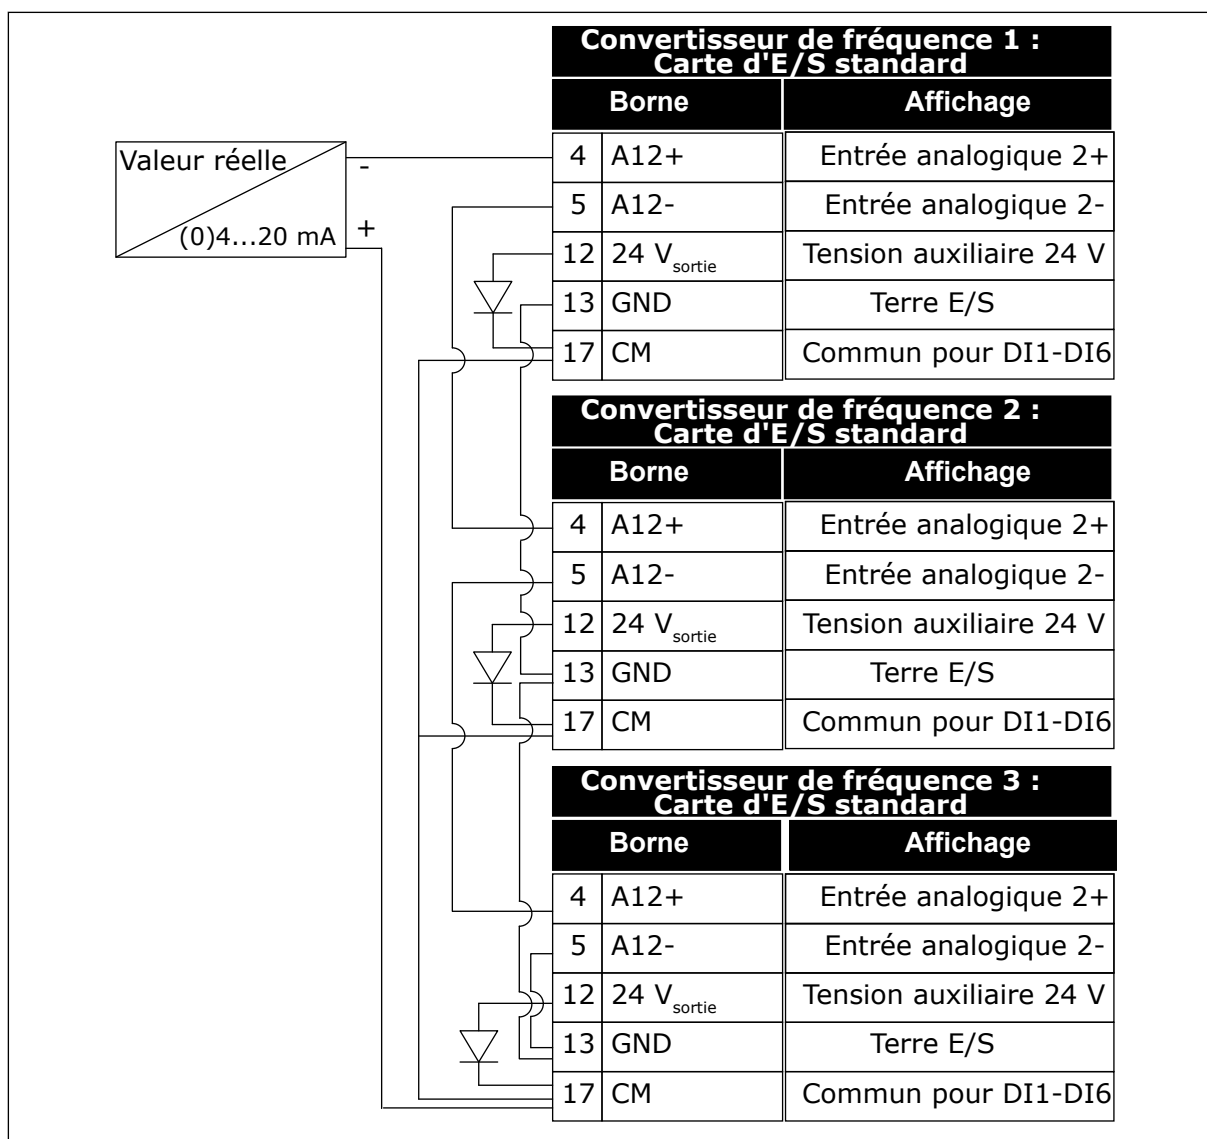 Convertisseur de fréquence 1 :
Carte d'E/S standard
Borne Affichage
Valeur réelle
(0)4...20 mA
-
+
4 A12+ Entrée analogique 2+
5 A12- Entrée analogique 2-
12 24 Vsortie Tension auxiliaire 24 V
13 GND Terre E/S
17 CM Commun pour DI1-DI6
Convertisseur de fréquence 2 :
Carte d'E/S standard
Borne Affichage
4 A12+ Entrée analogique 2+
5 A12- Entrée analogique 2-
12 24 Vsortie Tension auxiliaire 24 V
13 GND Terre E/S
17 CM Commun pour DI1-DI6
Convertisseur de fréquence 3 :
Carte d'E/S standard
Borne Affichage
4 A12+ Entrée analogique 2+
5 A12- Entrée analogique 2-
12 24 Vsortie Tension auxiliaire 24 V
13 GND Terre E/S
17 CM Commun pour DI1-DI6